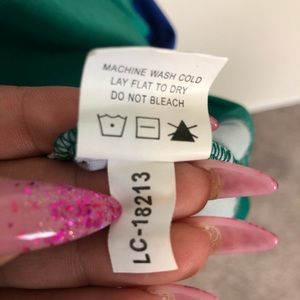 MACHINE WASH COLD
LAY FLAT TO DRY
DO NOT BLEACH
LC-18213